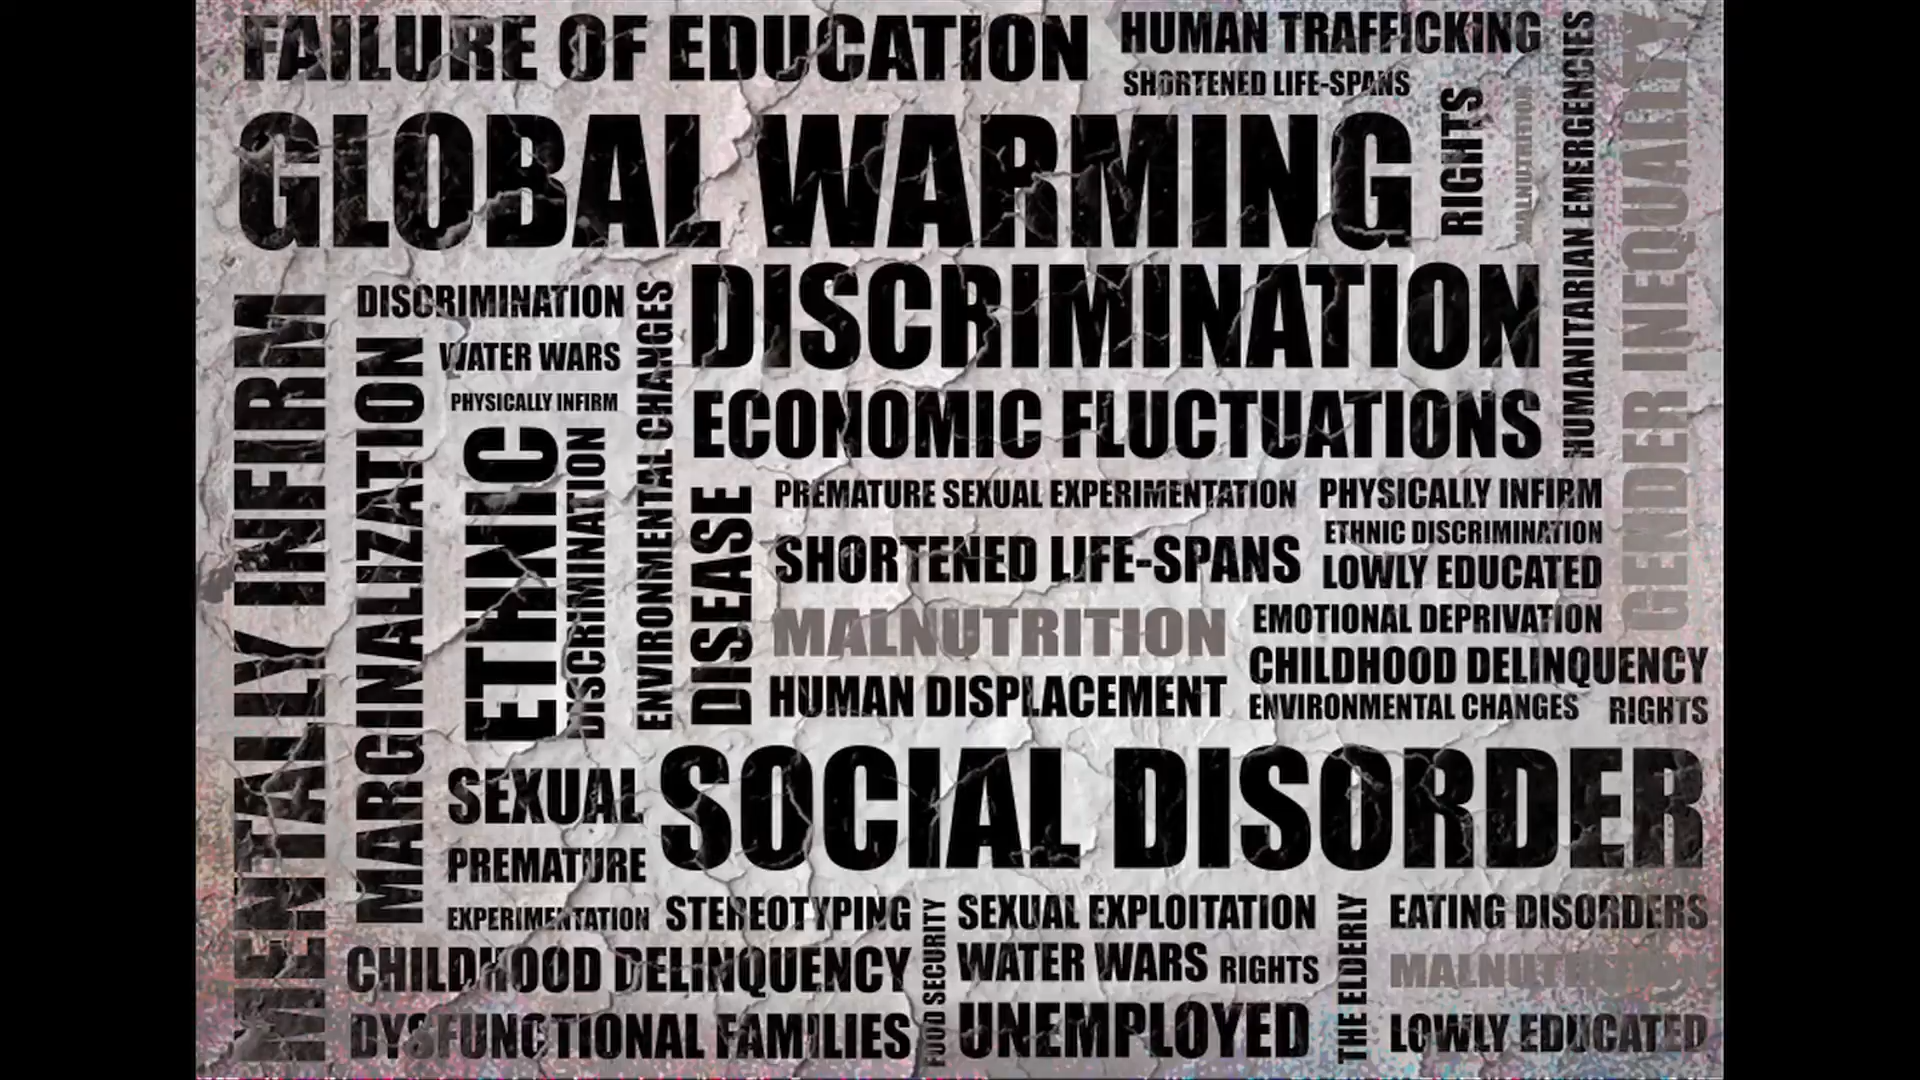 FAILURE OF EDUCATION
HUMAN TRAFFICKING
SHORTENED LIFE-SPANS
GLOBAL WARMING
RIGHTS
MALNUTRITION
HUMANITARIAN EMERGENCIES
GENDER INEQUALITY
MENTALLY INFIRM
DISCRIMINATION
WATER WARS
PHYSICALLY INFIRM
MARGINALIZATION
ETHNIC
DISCRIMINATION
ENVIRONMENTAL CHANGES
DISCRIMINATION
ECONOMIC FLUCTUATIONS
DISEASE
PREMATURE SEXUAL EXPERIMENTATION
PHYSICALLY INFIRM
ETHNIC DISCRIMINATION
SHORTENED LIFE-SPANS
LOWLY EDUCATED
MALNUTRITION
EMOTIONAL DEPRIVATION
CHILDHOOD DELINQUENCY
HUMAN DISPLACEMENT
ENVIRONMENTAL CHANGES
RIGHTS
SEXUAL
SOCIAL DISORDER
PREMATURE
EXPERIMENTATION
STEREOTYPING
FOOD SECURITY
SEXUAL EXPLOITATION
THE ELDERLY
EATING DISORDERS
CHILDHOOD DELINQUENCY
WATER WARS
RIGHTS
MALNUTRITION
DYSFUNCTIONAL FAMILIES
UNEMPLOYED
LOWLY EDUCATED